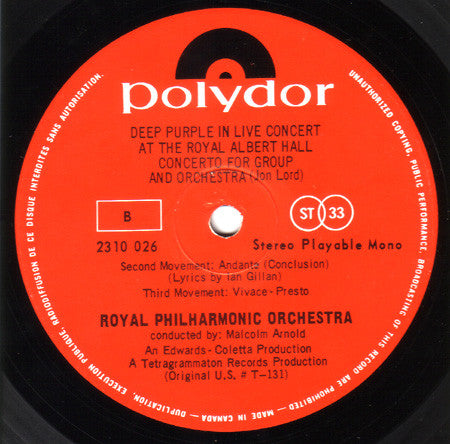 polydor
DEEP PURPLE IN LIVE CONCERT
AT THE ROYAL ALBERT HALL
CONCERTO FOR GROUP
AND ORCHESTRA (Jon Lord)
B
ST 33
2310 026
Stereo Playable Mono
Second Movement: Andante (Conclusion)
(Lyrics by Ian Gillan)
Third Movement: Vivace - Presto
ROYAL PHILHARMONIC ORCHESTRA
conducted by: Malcolm Arnold
An Edwards - Coletta Production
A Tetragrammaton Records Production
(Original U.S. # T-131)
UNAUTHORIZED COPYING, PUBLIC PERFORMANCE, BROADCASTING OF THIS RECORD ARE PROHIBITED — MADE IN CANADA — DUPLICATION, EXECUTION PUBLIQUE, RADIODIFFUSION DE CE DISQUE INTERDITES SANS AUTORISATION.